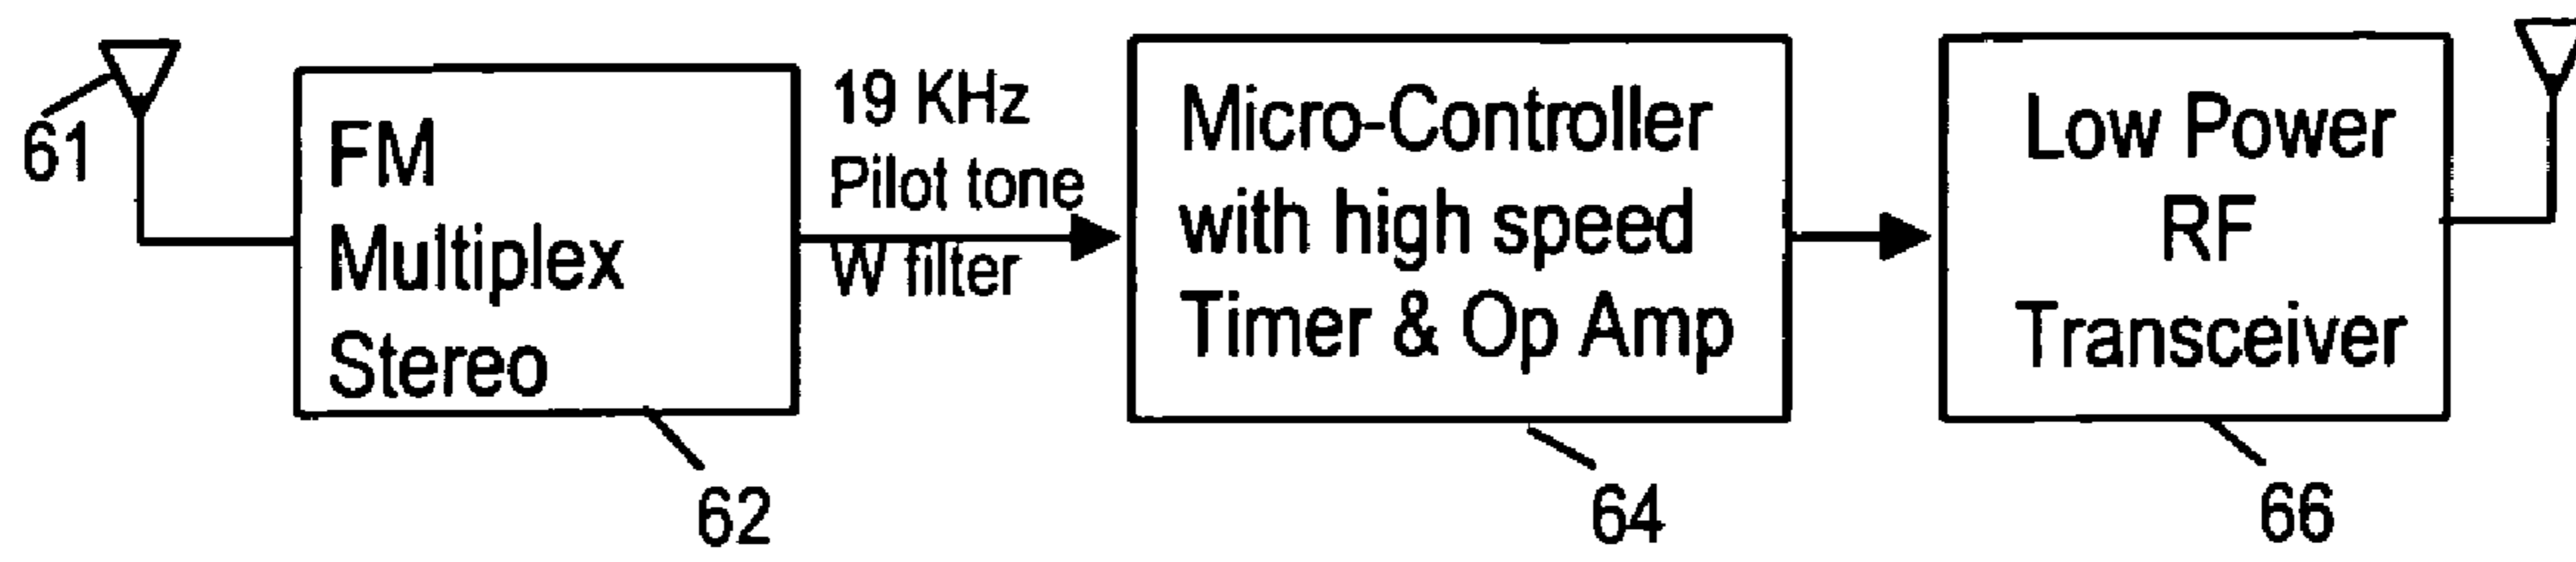 61
FM
Multiplex
Stereo
62
19 KHz
Pilot tone
W filter
Micro-Controller
with high speed
Timer & Op Amp
64
Low Power
RF
Transceiver
66